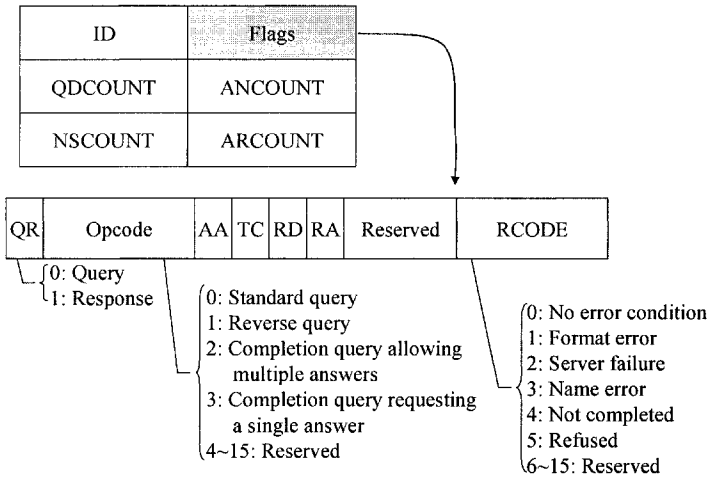 ID Flags
QDCOUNT ANCOUNT
NSCOUNT ARCOUNT
QR Opcode AA TC RD RA Reserved RCODE
0: Query
1: Response
0: Standard query
1: Reverse query
2: Completion query allowing
multiple answers
3: Completion query requesting
a single answer
4~15: Reserved
0: No error condition
1: Format error
2: Server failure
3: Name error
4: Not completed
5: Refused
6~15: Reserved